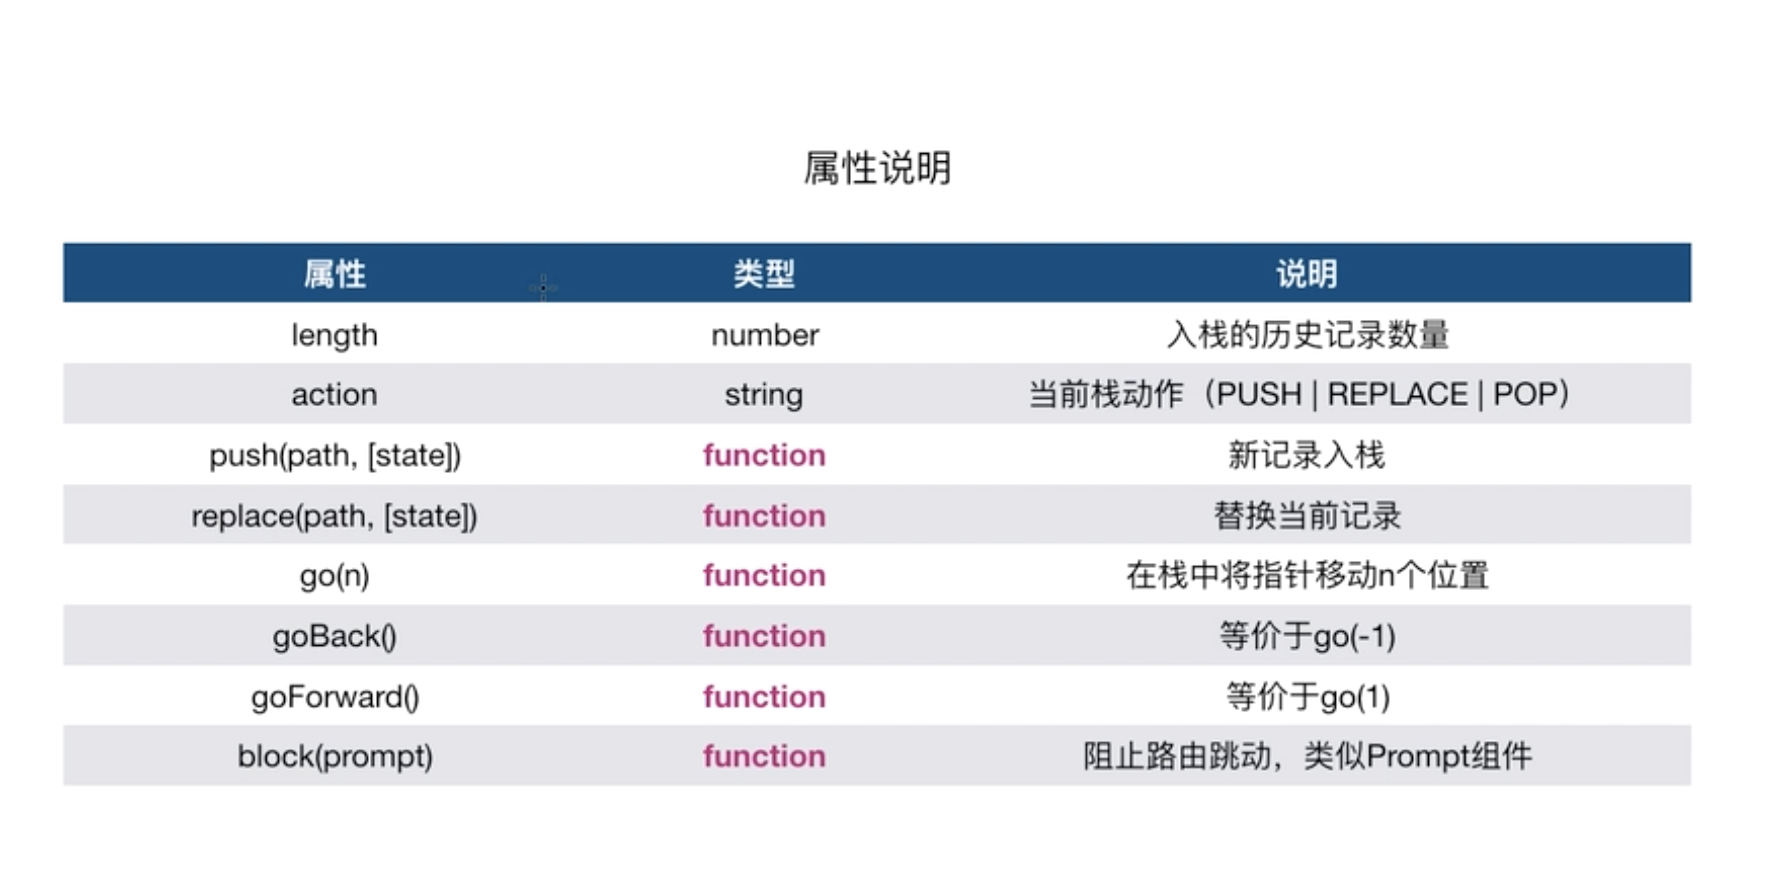 属性说明
属性 类型 说明
length number 入栈的历史记录数量
action string 当前栈动作（PUSH | REPLACE | POP）
push(path, [state]) function 新记录入栈
replace(path, [state]) function 替换当前记录
go(n) function 在栈中将指针移动n个位置
goBack() function 等价于go(-1)
goForward() function 等价于go(1)
block(prompt) function 阻止路由跳动，类似Prompt组件